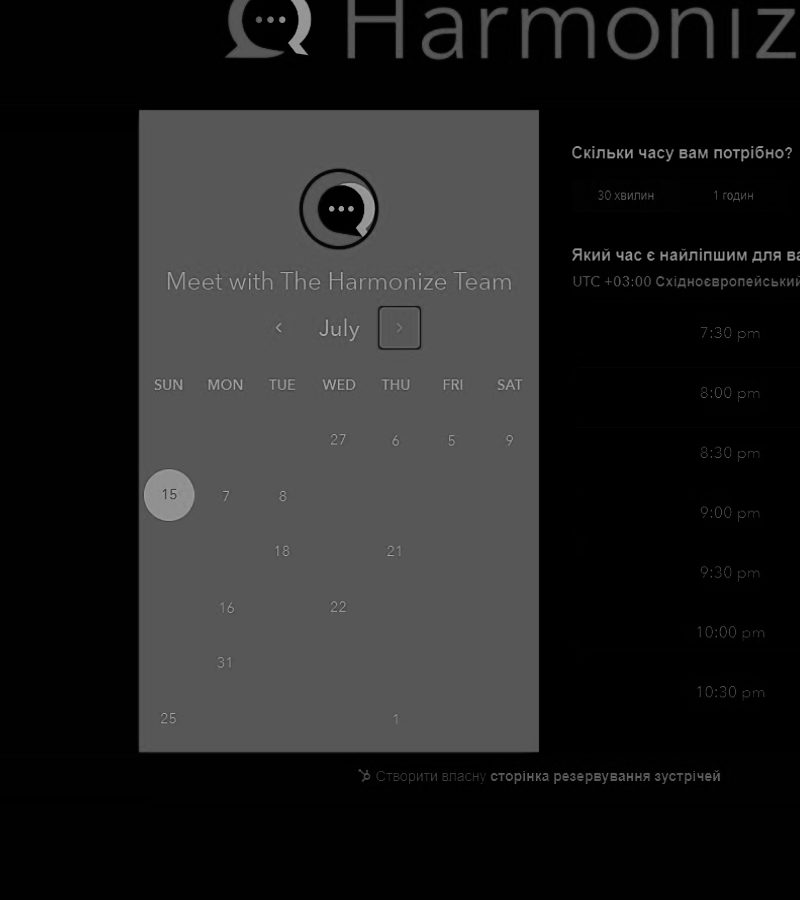 Harmoniz
Meet with The Harmonize Team
July
SUN MON TUE WED THU FRI SAT
27 6 5 9
15 7 8
18 21
16 22
31
25 1
Скільки часу вам потрібно?
30 хвилин 1 годин
Який час є найліпшим для ва
UTC +03:00 Східноєвропейський
7:30 pm
8:00 pm
8:30 pm
9:00 pm
9:30 pm
10:00 pm
10:30 pm
Створити власну сторінка резервування зустрічей